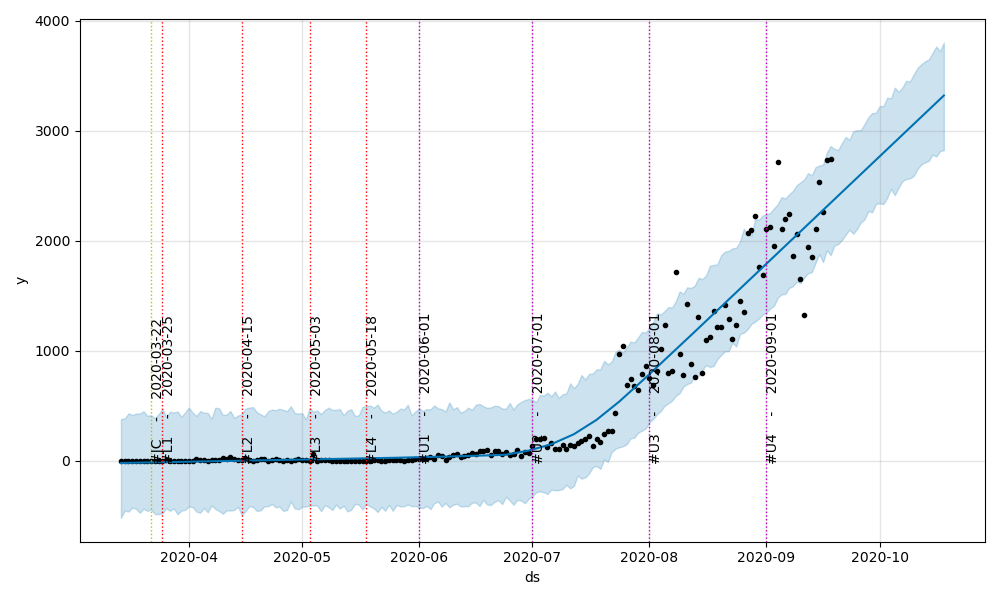 4000
3000
2000
1000
0
y
#JC - 2020-03-22
#L1 - 2020-03-25
#L2 - 2020-04-15
#L3 - 2020-05-03
#L4 - 2020-05-18
#U1 - 2020-06-01
#U2 - 2020-07-01
#U3 - 2020-08-01
#U4 - 2020-09-01
2020-04
2020-05
2020-06
2020-07
2020-08
2020-09
2020-10
ds